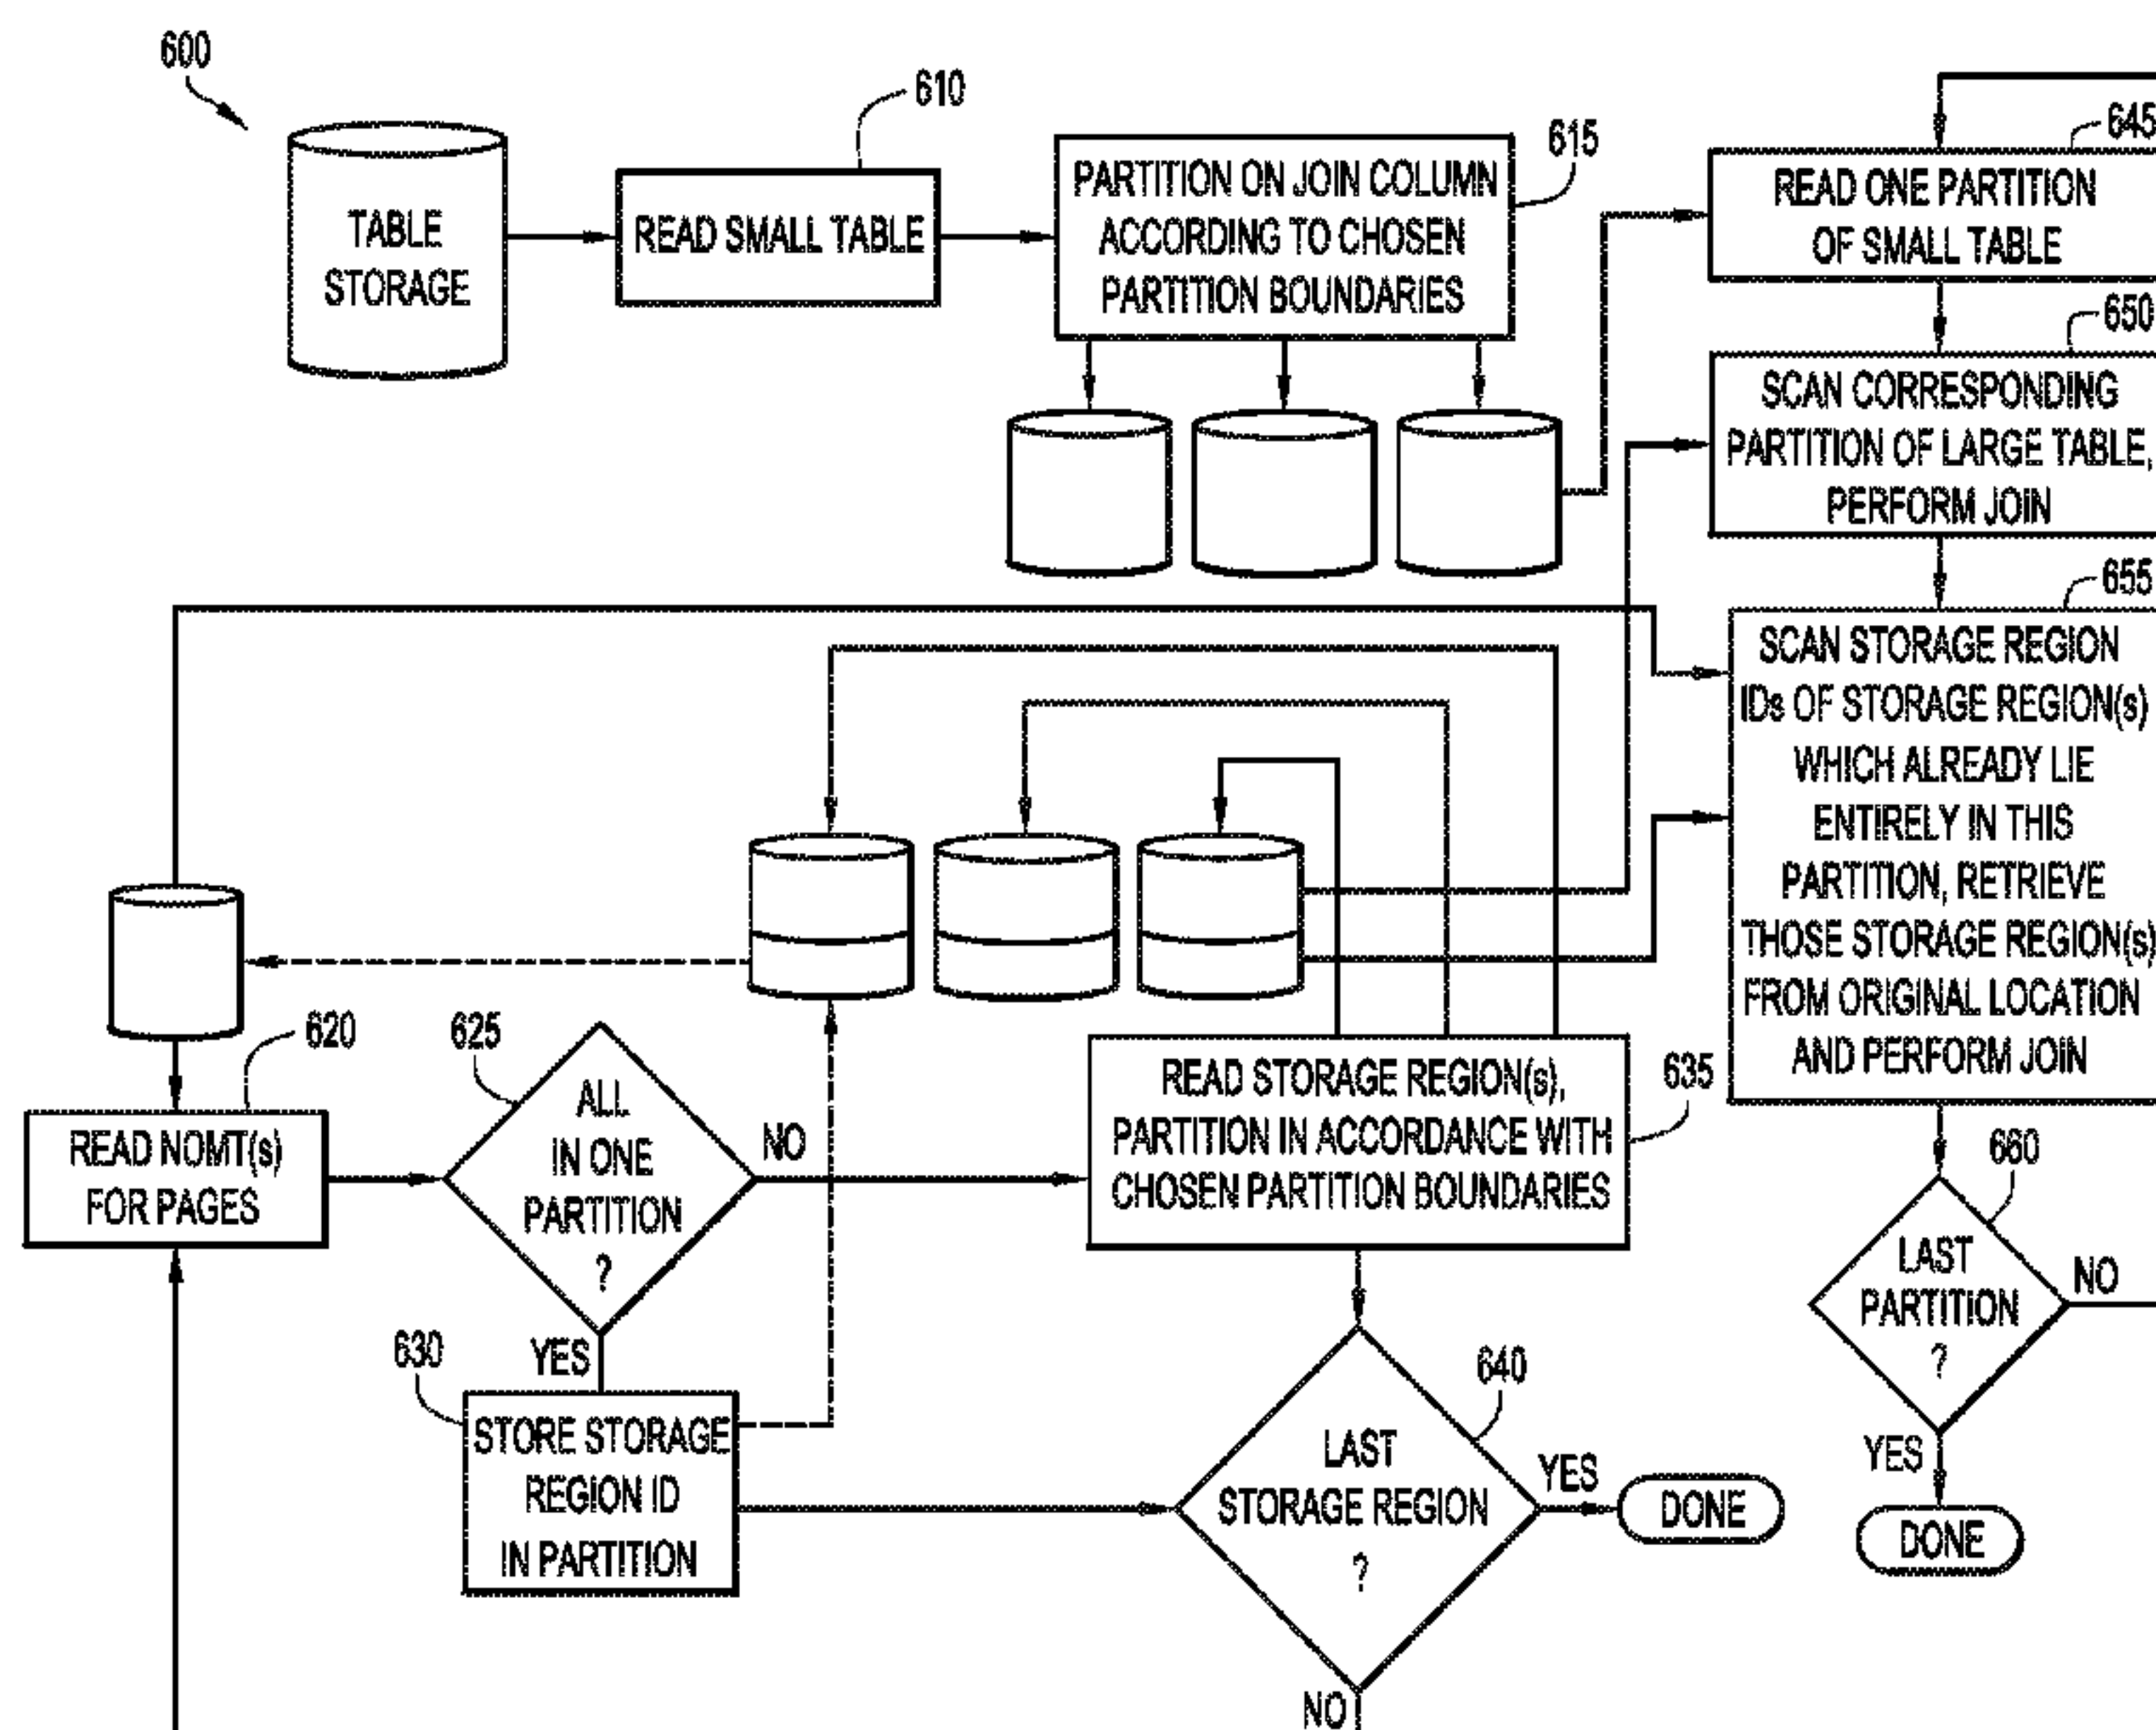 600
TABLE
STORAGE
610
READ SMALL TABLE
615
PARTITION ON JOIN COLUMN
ACCORDING TO CHOSEN
PARTITION BOUNDARIES
645
READ ONE PARTITION
OF SMALL TABLE
650
SCAN CORRESPONDING
PARTITION OF LARGE TABLE,
PERFORM JOIN
655
SCAN STORAGE REGION
IDs OF STORAGE REGION(s)
WHICH ALREADY LIE
ENTIRELY IN THIS
PARTITION, RETRIEVE
THOSE STORAGE REGION(s)
FROM ORIGINAL LOCATION
AND PERFORM JOIN
620
READ NOMT(s)
FOR PAGES
625
ALL
IN ONE
PARTITION
?
NO
YES
630
STORE STORAGE
REGION ID
IN PARTITION
635
READ STORAGE REGION(s),
PARTITION IN ACCORDANCE WITH
CHOSEN PARTITION BOUNDARIES
640
LAST
STORAGE REGION
?
YES
DONE
NO
660
LAST
PARTITION
?
NO
YES
DONE